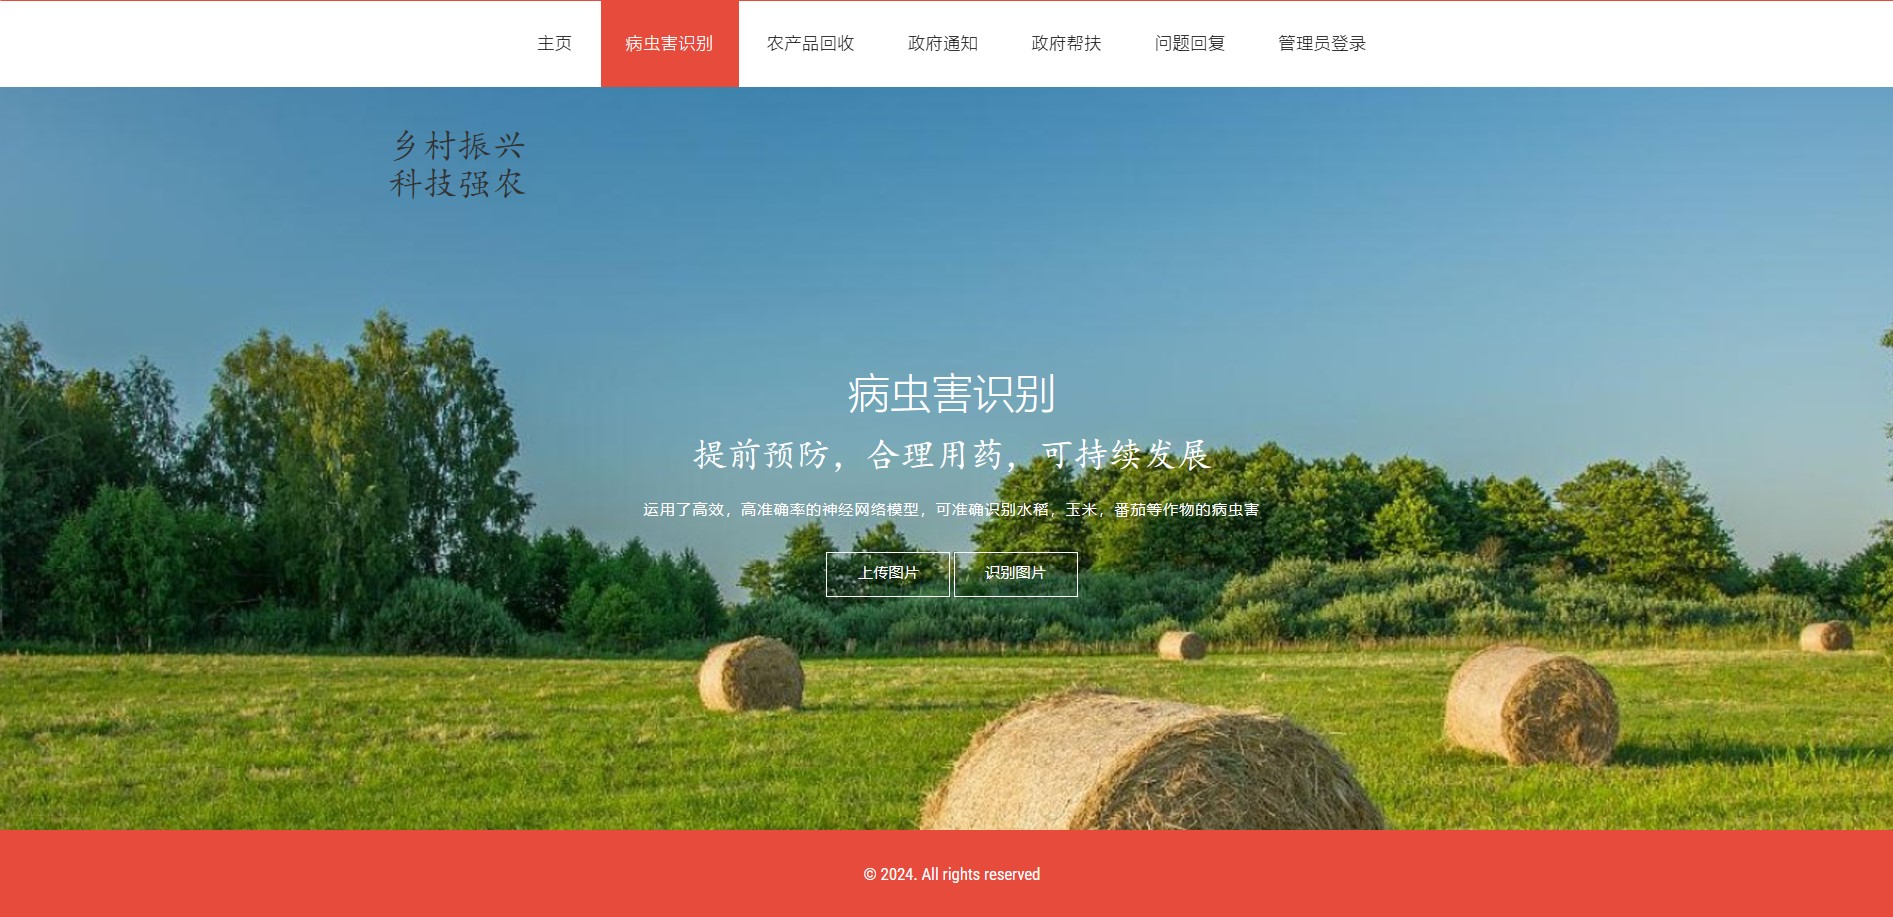 主页 病虫害识别 农产品回收 政府通知 政府帮扶 问题回复 管理员登录
乡村振兴
科技强农
病虫害识别
提前预防，合理用药，可持续发展
运用了高效，高准确率的神经网络模型，可准确识别水稻，玉米，番茄等作物的病虫害
上传图片 识别图片
© 2024. All rights reserved